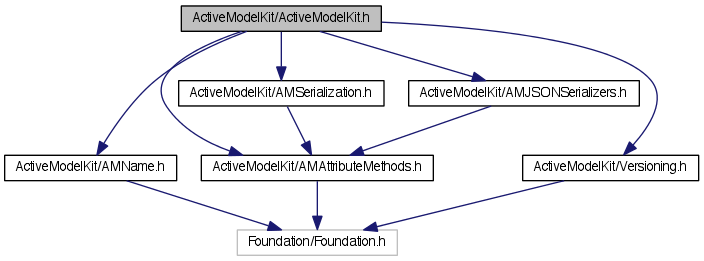 ActiveModelKit/ActiveModelKit.h
ActiveModelKit/AMSerialization.h
ActiveModelKit/AMJSONSerializers.h
ActiveModelKit/AMName.h
ActiveModelKit/AMAttributeMethods.h
ActiveModelKit/Versioning.h
Foundation/Foundation.h